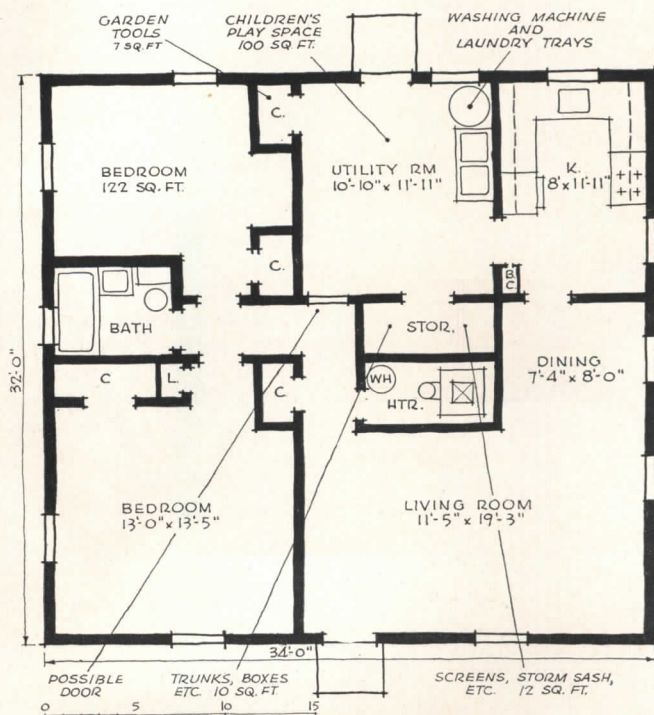 GARDEN
TOOLS
7 SQ.FT
CHILDREN'S
PLAY SPACE
100 SQ.FT.
WASHING MACHINE
AND
LAUNDRY TRAYS
C.
BEDROOM
122 SQ.FT.
UTILITY RM
10'-10" x 11'-11"
K.
8' x 11'-11"
C.
B.
C.
BATH
STOR.
DINING
7'-4" x 8'-0"
32'-0"
C
L.
C.
WH
HTR.
BEDROOM
13'-0" x 13'-5"
LIVING ROOM
11'-5" x 19'-3"
34'-0"
POSSIBLE
DOOR
TRUNKS, BOXES
ETC. 10 SQ.FT.
SCREENS, STORM SASH,
ETC. 12 SQ. FT.
0 5 10 15